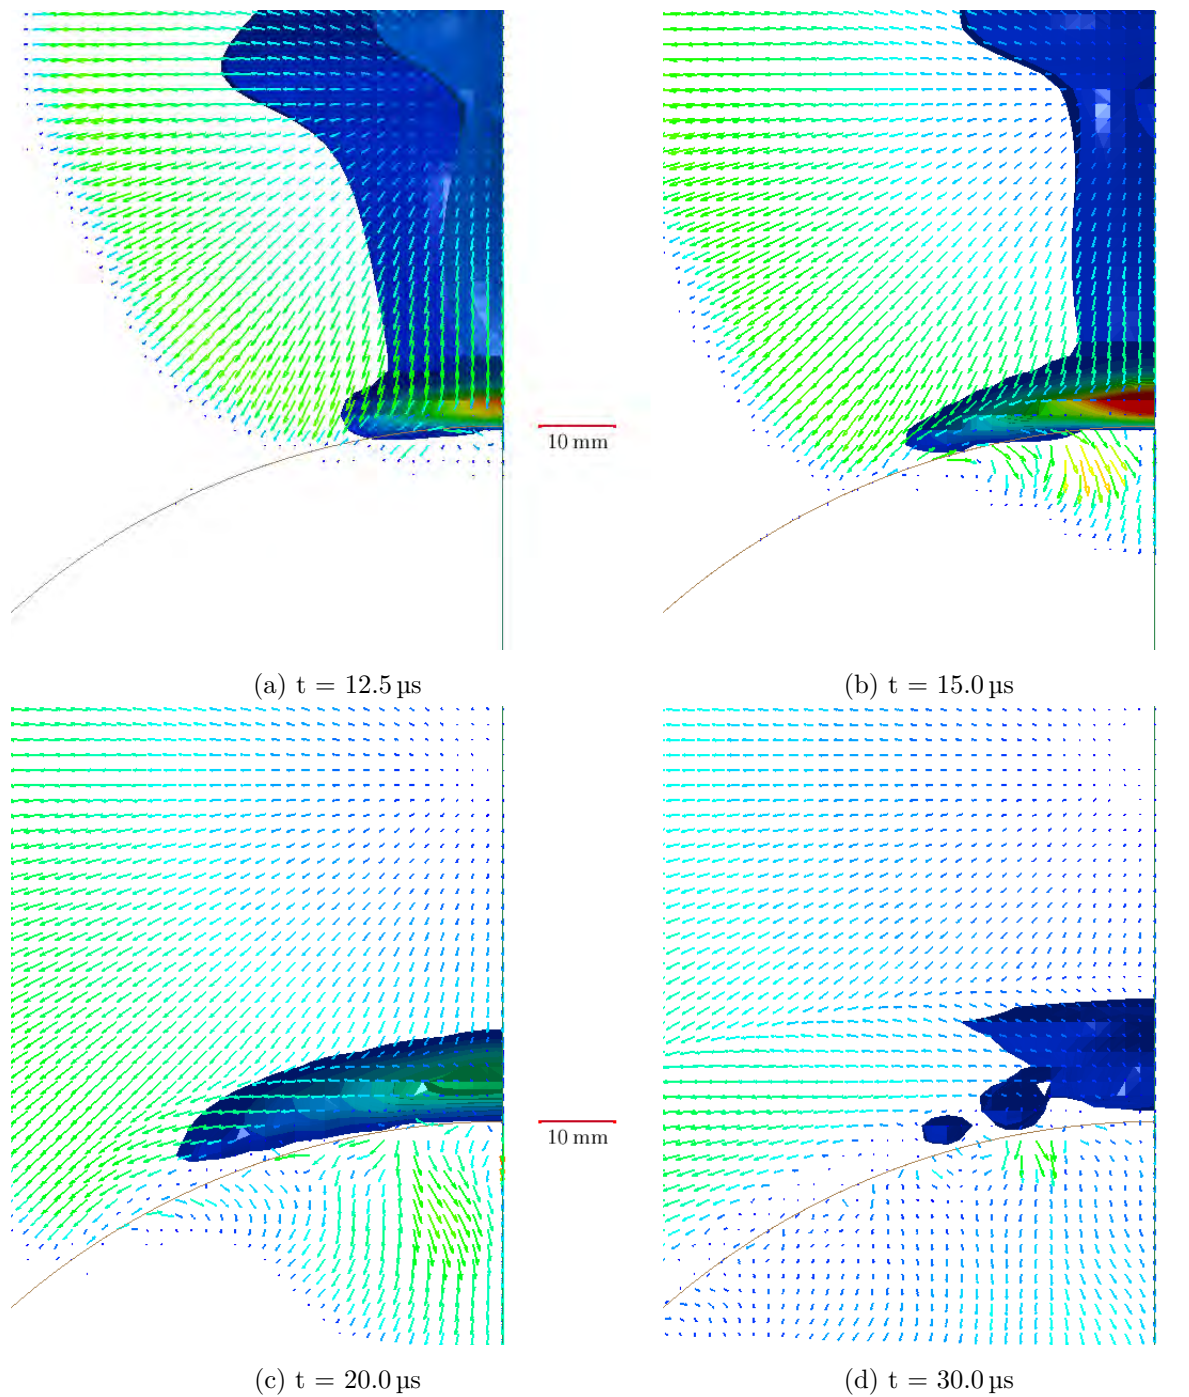 10 mm
(a) t = 12.5 µs
(b) t = 15.0 µs
10 mm
(c) t = 20.0 µs
(d) t = 30.0 µs